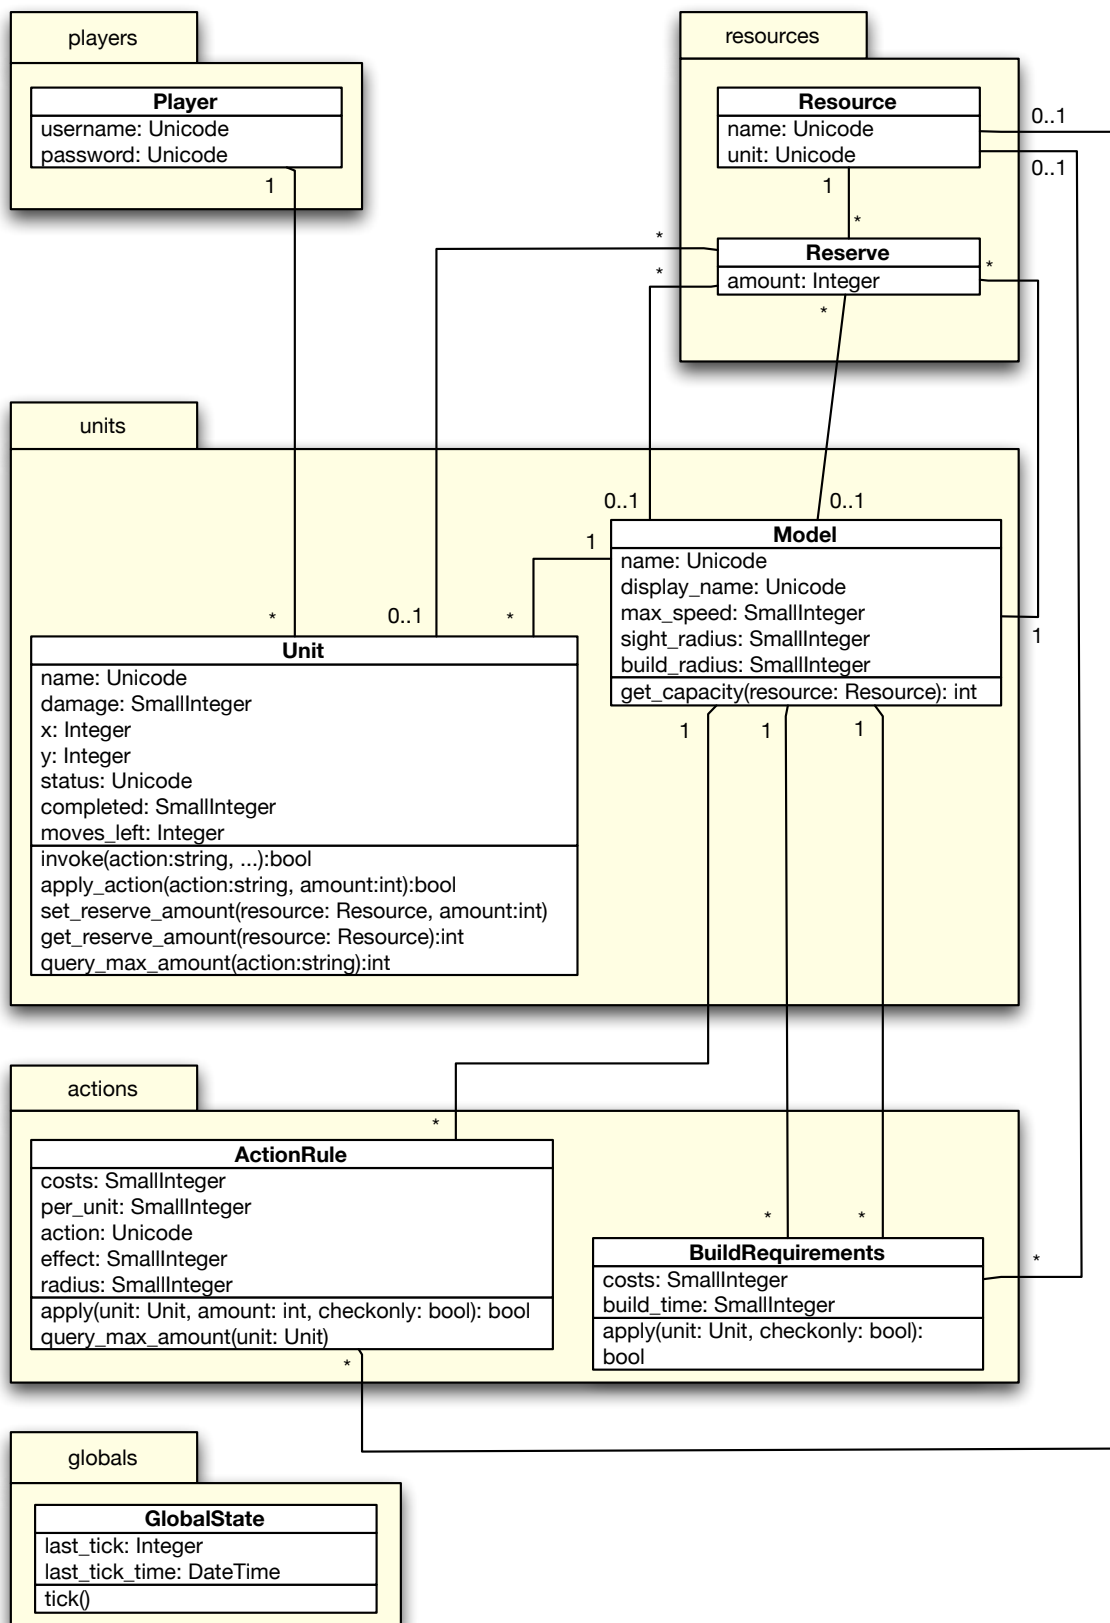 players
Player
username: Unicode
password: Unicode
1
resources
Resource
name: Unicode
unit: Unicode
0..1
0..1
1
*
Reserve
amount: Integer
*
*
*
*
units
0..1
0..1
Model
name: Unicode
display_name: Unicode
max_speed: SmallInteger
sight_radius: SmallInteger
build_radius: SmallInteger
get_capacity(resource: Resource): int
1
1
1
1
1
*
0..1
*
Unit
name: Unicode
damage: SmallInteger
x: Integer
y: Integer
status: Unicode
completed: SmallInteger
moves_left: Integer
invoke(action:string, ...):bool
apply_action(action:string, amount:int):bool
set_reserve_amount(resource: Resource, amount:int)
get_reserve_amount(resource: Resource):int
query_max_amount(action:string):int
actions
*
ActionRule
costs: SmallInteger
per_unit: SmallInteger
action: Unicode
effect: SmallInteger
radius: SmallInteger
apply(unit: Unit, amount: int, checkonly: bool): bool
query_max_amount(unit: Unit)
*
*
*
*
BuildRequirements
costs: SmallInteger
build_time: SmallInteger
apply(unit: Unit, checkonly: bool):
bool
globals
GlobalState
last_tick: Integer
last_tick_time: DateTime
tick()